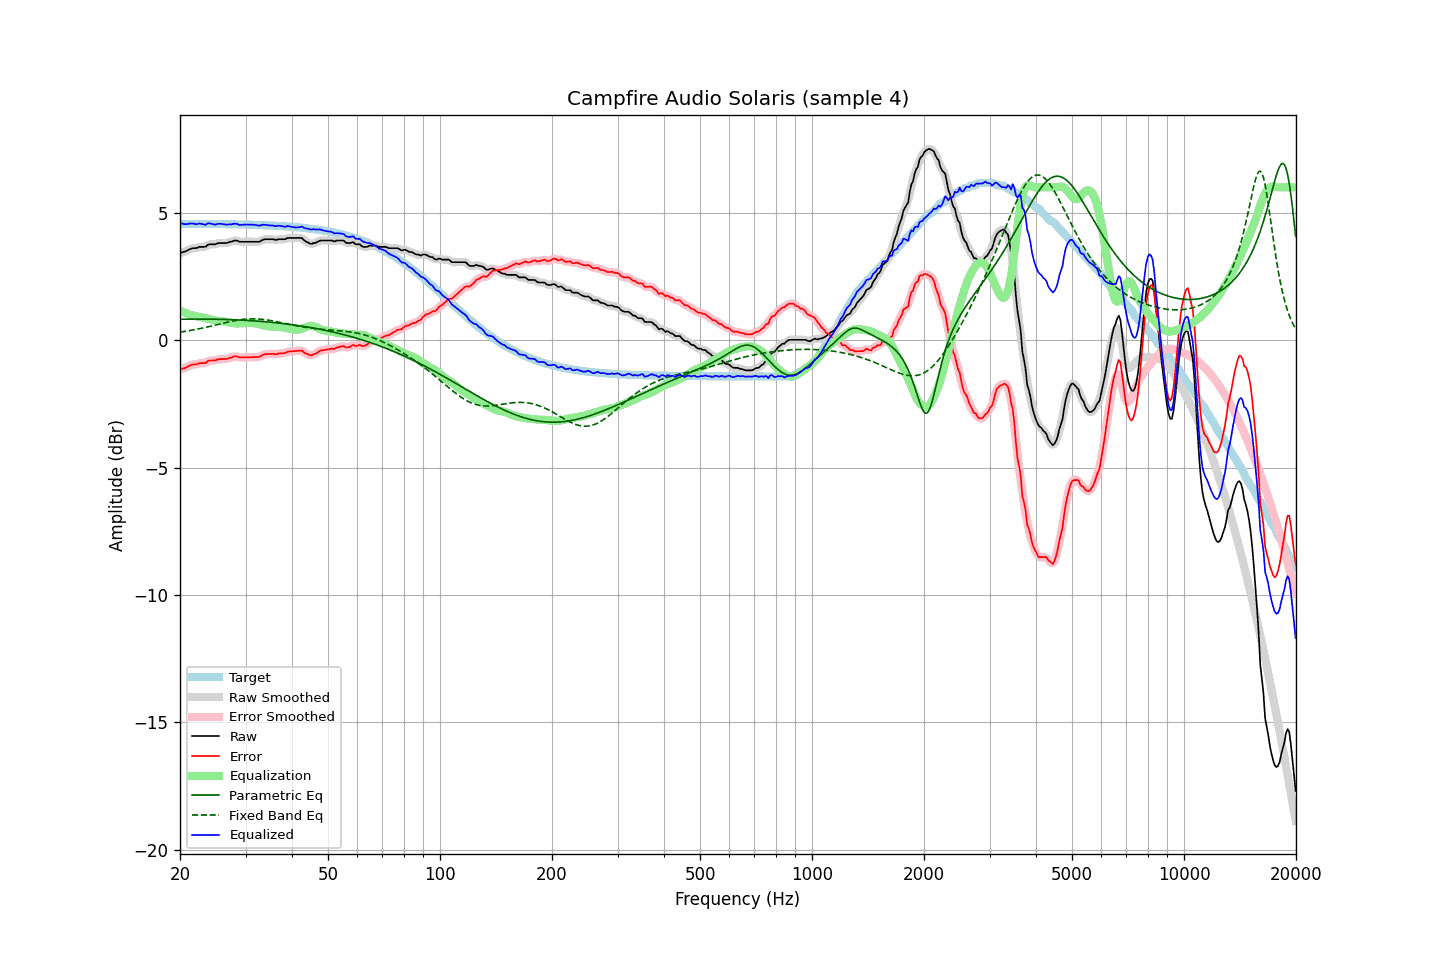 Campfire Audio Solaris (sample 4)
Amplitude (dBr)
5
0
−5
−10
−15
−20
Target
Raw Smoothed
Error Smoothed
Raw
Error
Equalization
Parametric Eq
Fixed Band Eq
Equalized
20 50 100 200 500 1000 2000 5000 10000 20000
Frequency (Hz)